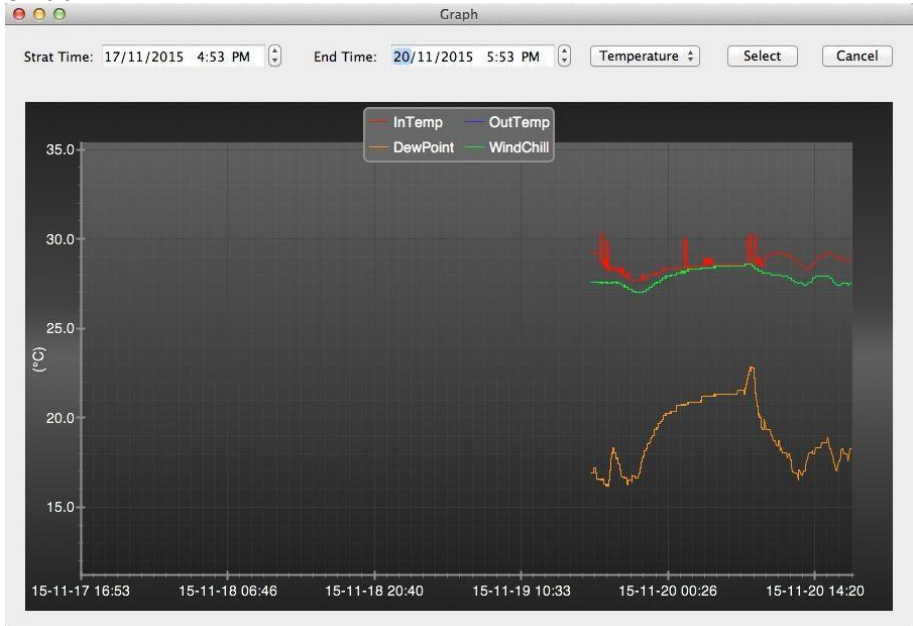 Graph
Strat Time: 17/11/2015 4:53 PM End Time: 20/11/2015 5:53 PM Temperature Select Cancel
InTemp OutTemp
DewPoint WindChill
35.0
30.0
25.0
(°C)
20.0
15.0
15-11-17 16:53 15-11-18 06:46 15-11-18 20:40 15-11-19 10:33 15-11-20 00:26 15-11-20 14:20